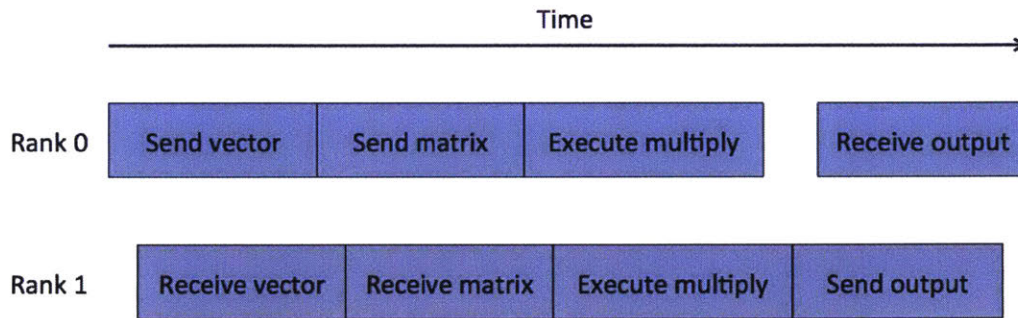 Time
Rank 0 Send vector Send matrix Execute multiply Receive output
Rank 1 Receive vector Receive matrix Execute multiply Send output